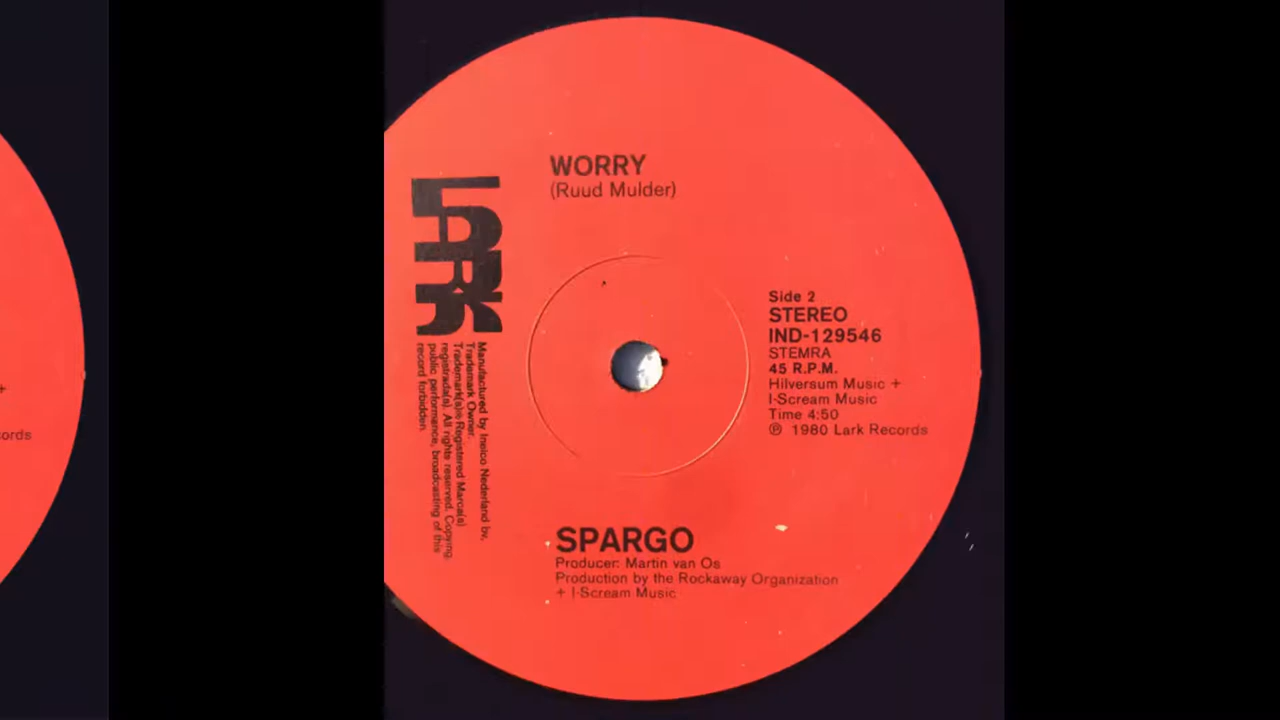 WORRY
(Ruud Mulder)
LARK
Manufactured by Inelco Nederland bv,
Trademark Owner.
Trademark(s)® Registered Marca(s)
registrada(s). All rights reserved. Copying,
public performance, broadcasting of this
record forbidden.
Side 2
STEREO
IND-129546
STEMRA
45 R.P.M.
Hilversum Music +
I-Scream Music
Time 4:50
℗ 1980 Lark Records
SPARGO
Producer: Martin van Os
Production by the Rockaway Organization
+ I-Scream Music
+
cords